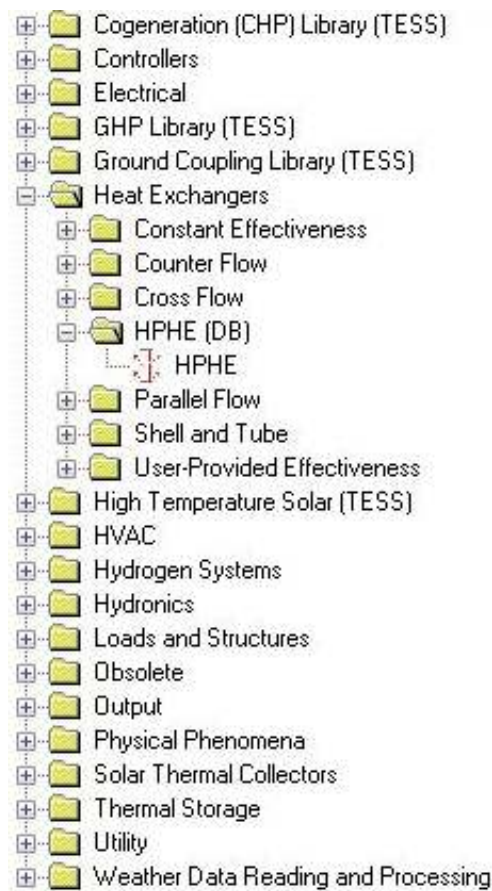 Cogeneration (CHP) Library (TESS)
Controllers
Electrical
GHP Library (TESS)
Ground Coupling Library (TESS)
Heat Exchangers
Constant Effectiveness
Counter Flow
Cross Flow
HPHE (DB)
HPHE
Parallel Flow
Shell and Tube
User-Provided Effectiveness
High Temperature Solar (TESS)
HVAC
Hydrogen Systems
Hydronics
Loads and Structures
Obsolete
Output
Physical Phenomena
Solar Thermal Collectors
Thermal Storage
Utility
Weather Data Reading and Processing